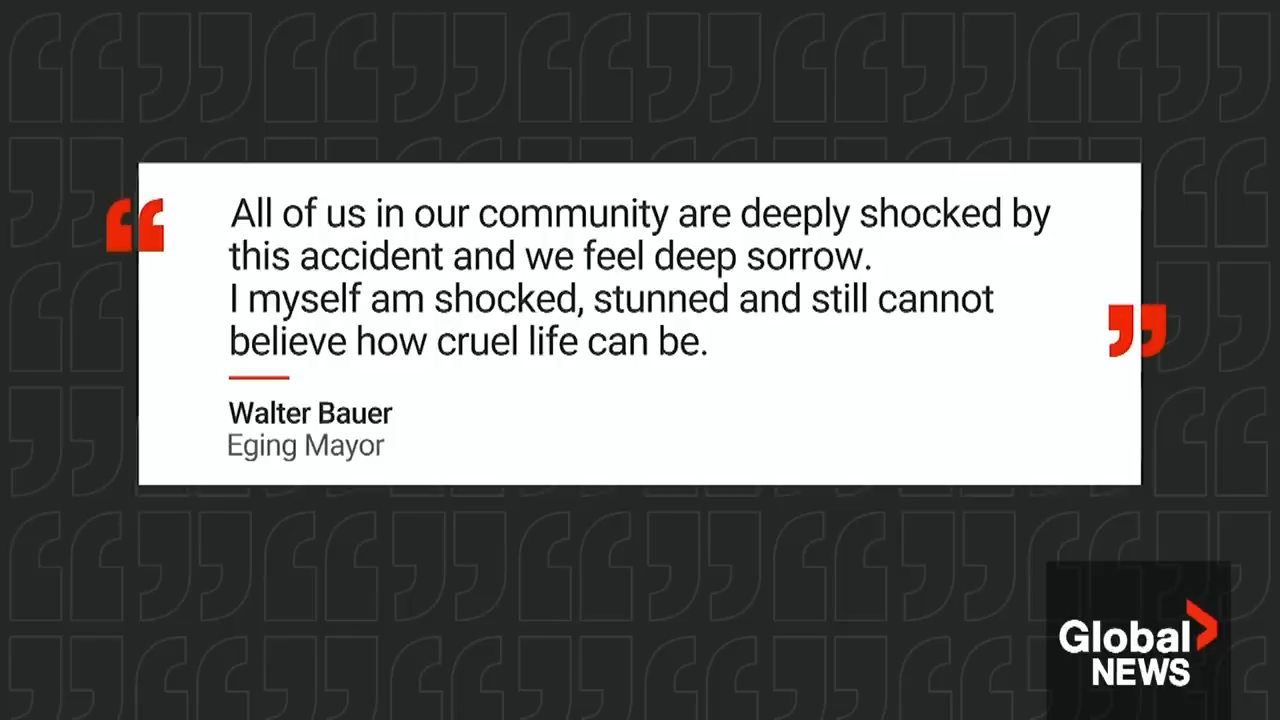 All of us in our community are deeply shocked by
this accident and we feel deep sorrow.
I myself am shocked, stunned and still cannot
believe how cruel life can be.
Walter Bauer
Eging Mayor
Global
NEWS